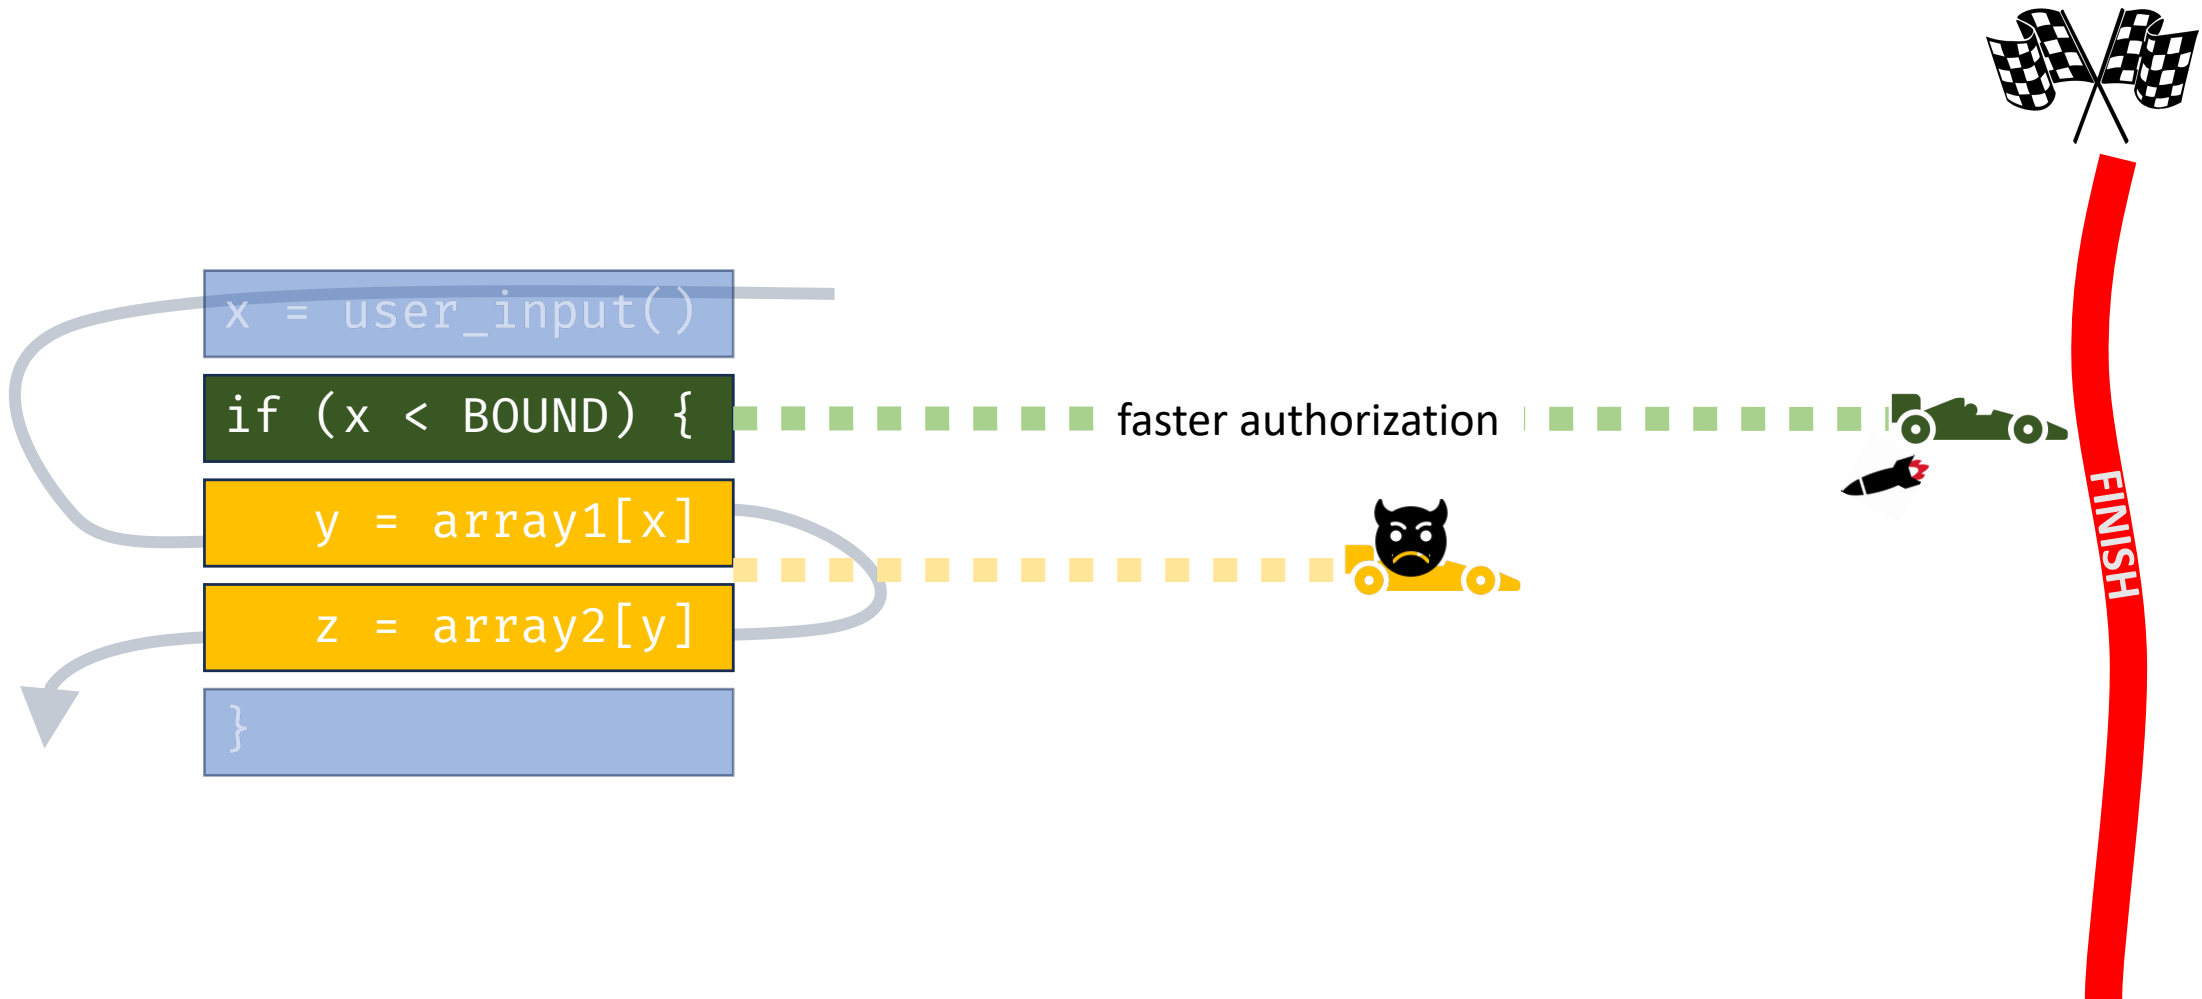 x = user_input()
if (x < BOUND) {
faster authorization
y = array1[x]
z = array2[y]
}
FINISH